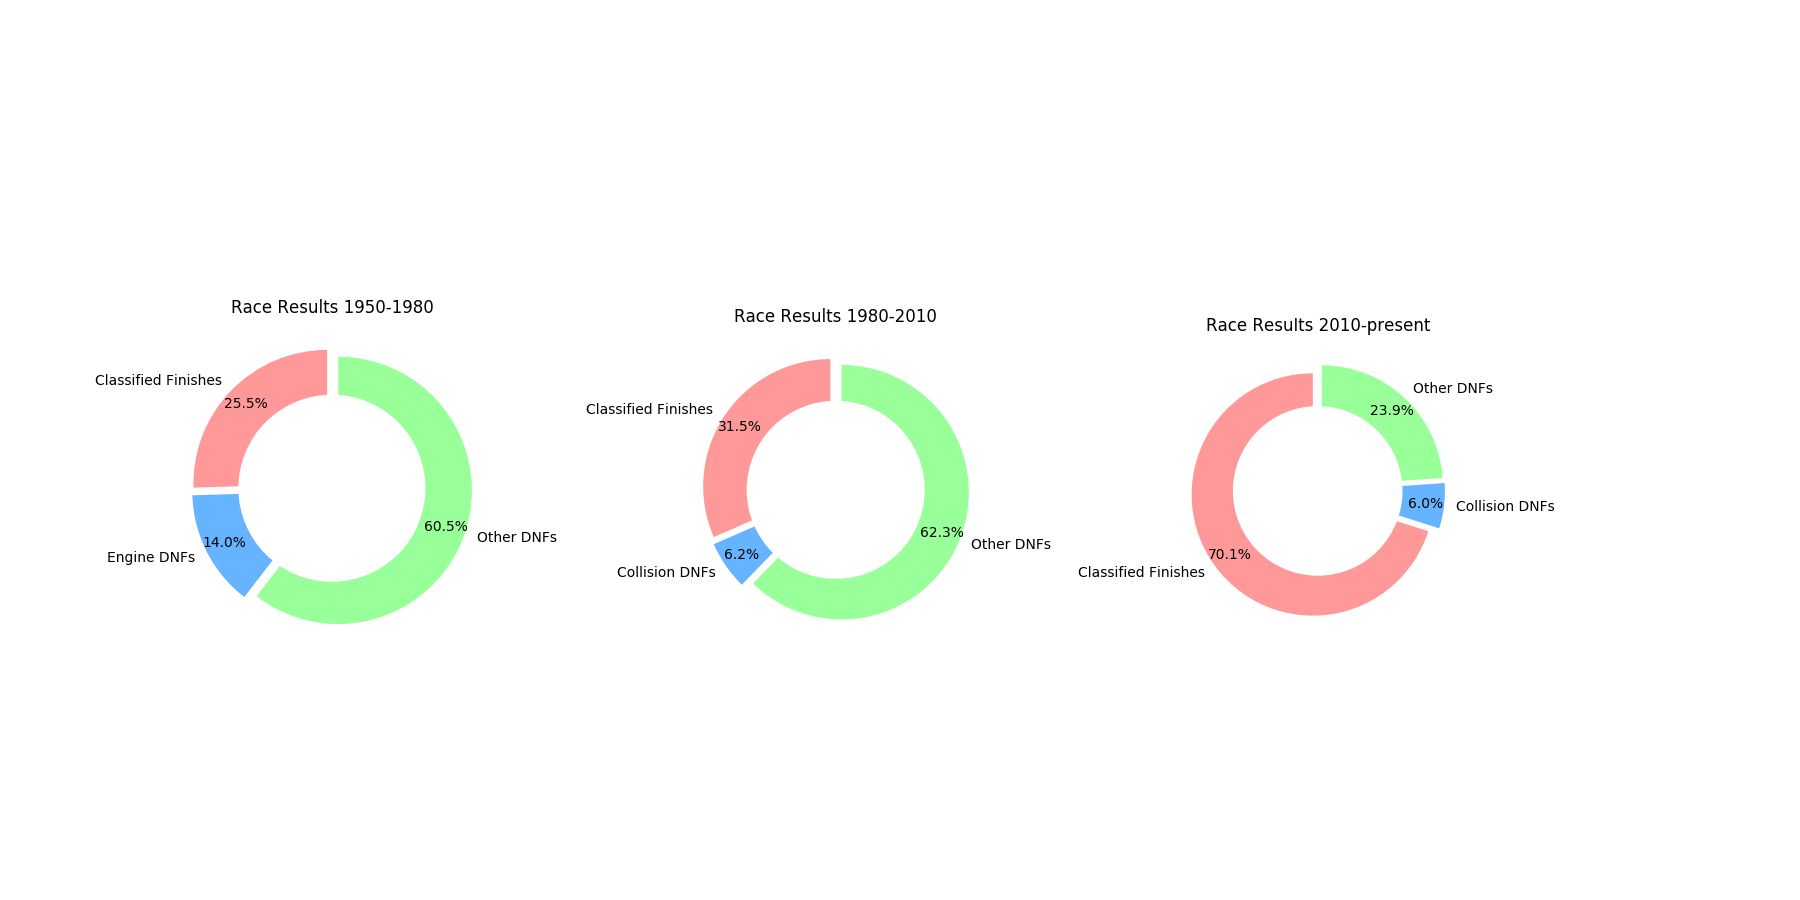 Race Results 1950-1980
Classified Finishes
25.5%
Engine DNFs
14.0%
60.5%
Other DNFs
Race Results 1980-2010
Classified Finishes
31.5%
Collision DNFs
6.2%
62.3%
Other DNFs
Race Results 2010-present
Other DNFs
23.9%
6.0%
Collision DNFs
70.1%
Classified Finishes